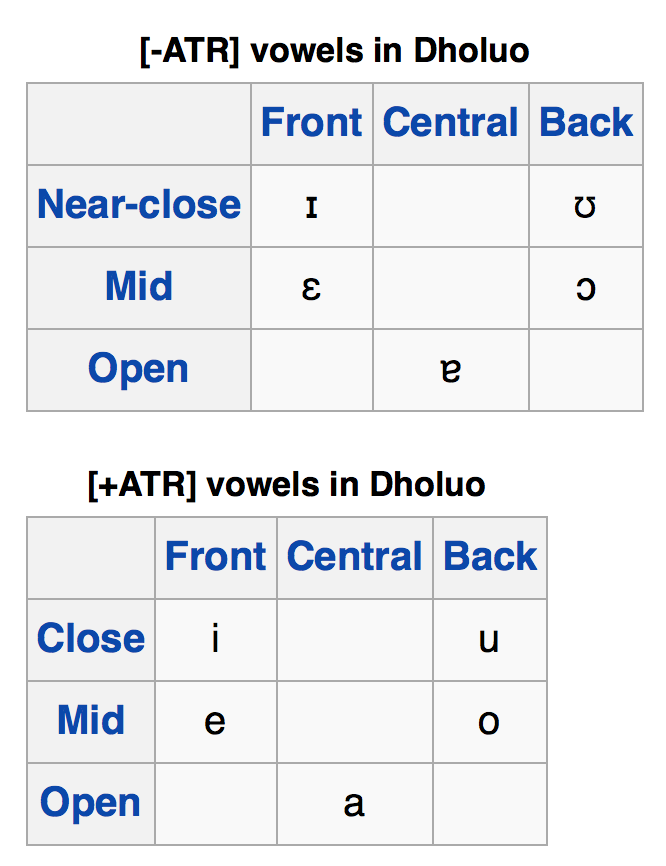 [-ATR] vowels in Dholuo
Front Central Back
Near-close ɪ ʊ
Mid ɛ ɔ
Open ɐ
[+ATR] vowels in Dholuo
Front Central Back
Close i u
Mid e o
Open a